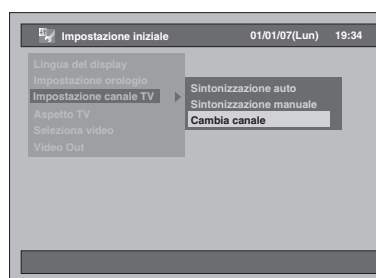 Impostazione iniziale 01/01/07(Lun) 19:34
Lingua del display
Impostazione orologio
Impostazione canale TV
Aspetto TV
Seleziona video
Video Out
Sintonizzazione auto
Sintonizzazione manuale
Cambia canale